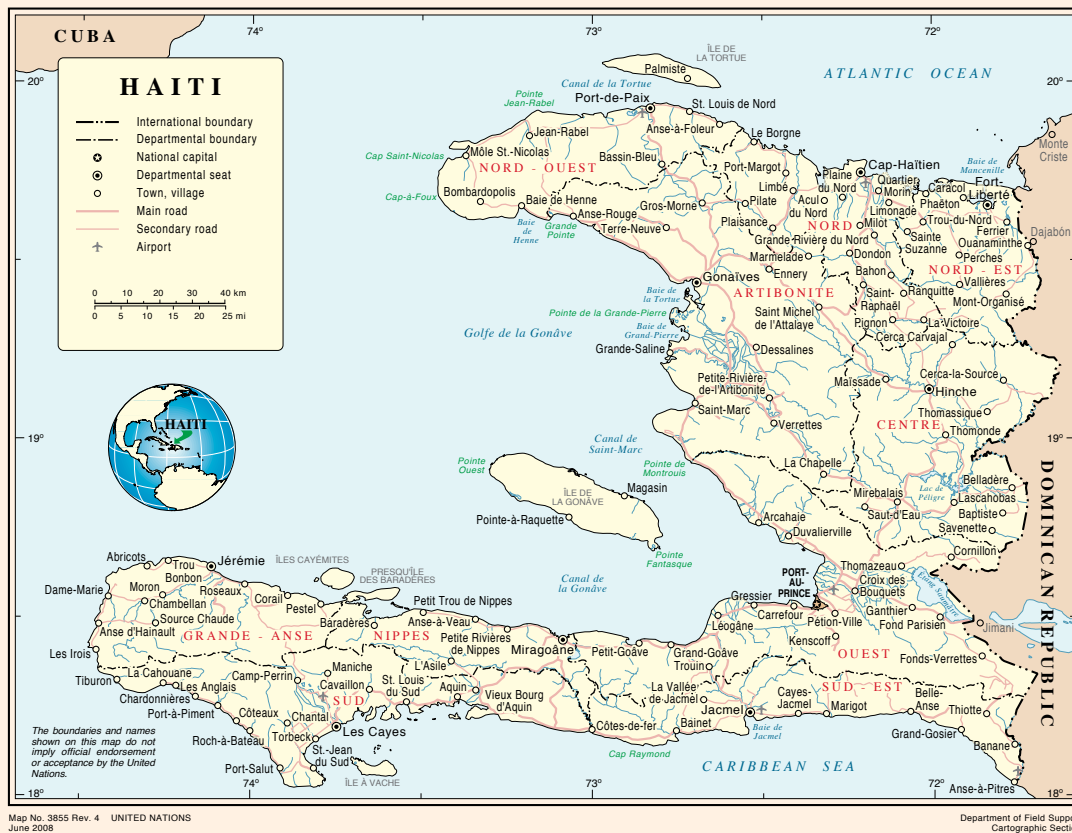 CUBA
HAITI
International boundary
Departmental boundary
National capital
Departmental seat
Town, village
Main road
Secondary road
Airport
0 10 20 30 40 km
0 5 10 15 20 25 mi
74° 73° 72°
20° 20°
19° 19°
18° 18°
74° 73° 72°
ATLANTIC OCEAN
ÎLE DE
LA TORTUE
Palmiste
Canal de la Tortue
Port-de-Paix
St. Louis de Nord
Pointe
Jean-Rabel
Jean-Rabel
Anse-à-Foleur
Le Borgne
Cap Saint-Nicolas
Môle St.-Nicolas
NORD - OUEST
Bassin-Bleu
Port-Margot
Cap-Haïtien
Baie de
Mancenille
Monte
Criste
Cap-à-Foux
Bombardopolis
Baie de Henne
Baie
de
Henne
Grande
Pointe
Anse-Rouge
Terre-Neuve
Gros-Morne
Limbé
Pilate
Plaisance
Plaine
du Nord
Acul
du Nord
Quartier
Morin
Limonade
Caracol
Phaëton
Fort-
Liberté
Trou-du-Nord
Ferrier
Ouanaminthe
Dajabón
NORD
Milot
Sainte
Suzanne
Perches
Grande Rivière du Nord
Marmelade
Dondon
Bahon
NORD - EST
Vallières
Ennery
Gonaïves
ARTIBONITE
Saint-
Raphaël
Ranquitte
Mont-Organisé
Baie de
la Tortue
Pointe de la Grande-Pierre
Baie de
Grand-Pierre
Saint Michel
de l'Attalaye
Pignon
La Victoire
Cerca Carvajal
Golfe de la Gonâve
Grande-Saline
Dessalines
Petite-Rivière-
de-l'Artibonite
Maïssade
Cerca-la-Source
Hinche
Saint-Marc
Verrettes
Thomassique
CENTRE
Thomonde
HAITI
Canal de
Saint-Marc
Pointe
Ouest
Pointe de
Montrouis
La Chapelle
Mirebalais
Lac de
Péligre
Belladère
Lascahobas
Saut-d'Eau
Baptiste
Savenette
ÎLE DE
LA GONÂVE
Magasin
Pointe-à-Raquette
Arcahaie
Duvalierville
Pointe
Fantasque
Cornillon
Thomazeau
DOMINICAN REPUBLIC
Abricots
Trou
Bonbon
Jérémie
ÎLES CAYÉMITES
PRESQU'ÎLE
DES BARADÈRES
Canal de
la Gonâve
PORT-
AU-
PRINCE
Croix des
Bouquets
Etang Saumâtre
Dame-Marie
Moron
Roseaux
Corail
Pestel
Petit Trou de Nippes
Gressier
Ganthier
Chambellan
Source Chaude
Baradères
Anse-à-Veau
Carrefour
Pétion-Ville
Fond Parisien
Jimani
Anse d'Hainault
GRANDE - ANSE
NIPPES
Petite Rivières
de Nippes
Léogâne
Kenscoff
Les Irois
Miragoâne
Petit-Goâve
Grand-Goâve
Trouin
OUEST
Fonds-Verrettes
Tiburon
La Cahouane
Camp-Perrin
Maniche
L'Asile
Cavaillon
St. Louis
du Sud
Aquin
Vieux Bourg
d'Aquin
La Vallée
de Jacmel
SUD - EST
Chardonnières
Les Anglais
Port-à-Piment
SUD
Cayes-
Jacmel
Marigot
Belle-
Anse
Thiotte
Côteaux
Chantal
Les Cayes
Jacmel
Baie de
Jacmel
Bainet
Côtes-de-fer
Grand-Gosier
Roch-à-Bateau
Torbeck
St.-Jean
du Sud
Cap Raymond
Banane
Port-Salut
ÎLE À VACHE
CARIBBEAN SEA
Anse-à-Pitres
The boundaries and names
shown on this map do not
imply official endorsement
or acceptance by the United
Nations.
Map No. 3855 Rev. 4 UNITED NATIONS
June 2008
Department of Field Suppo
Cartographic Sectio